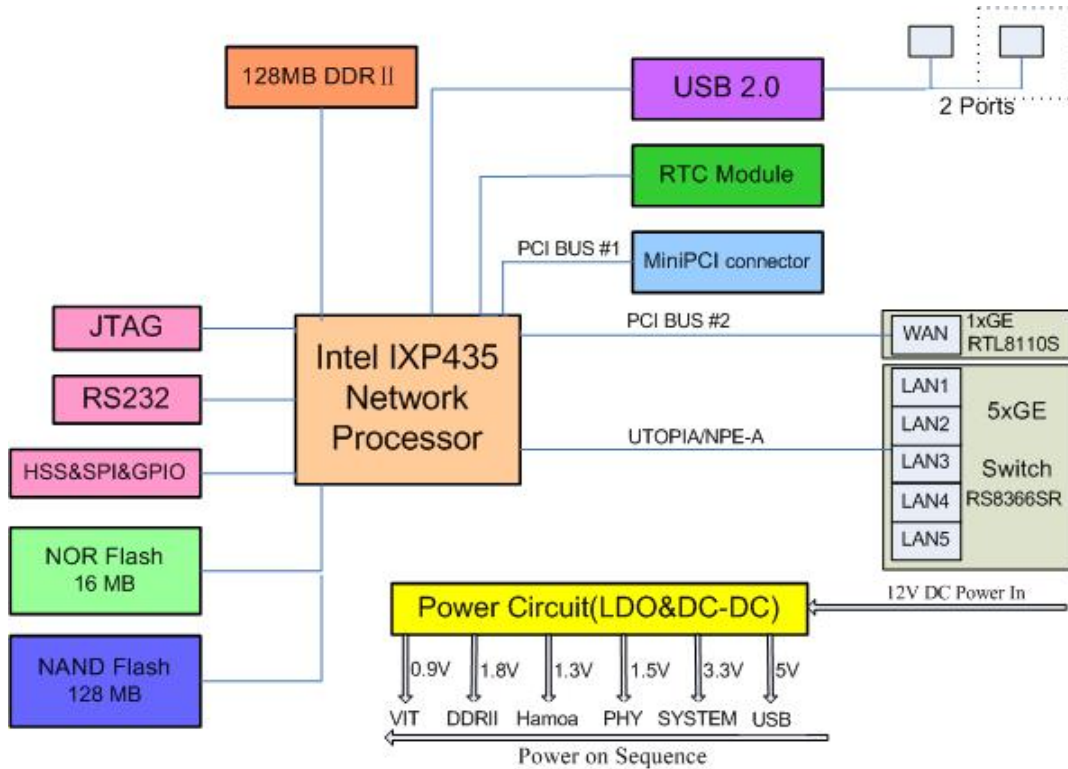 128MB DDR II
USB 2.0
2 Ports
RTC Module
PCI BUS #1
MiniPCI connector
PCI BUS #2
WAN
1xGE
RTL8110S
JTAG
RS232
HSS&SPI&GPIO
Intel IXP435
Network
Processor
UTOPIA/NPE-A
LAN1
LAN2
LAN3
LAN4
LAN5
5xGE
Switch
RS8366SR
NOR Flash
16 MB
NAND Flash
128 MB
12V DC Power In
Power Circuit(LDO&DC-DC)
0.9V
1.8V
1.3V
1.5V
3.3V
5V
VIT
DDRII
Hamoa
PHY
SYSTEM
USB
Power on Sequence